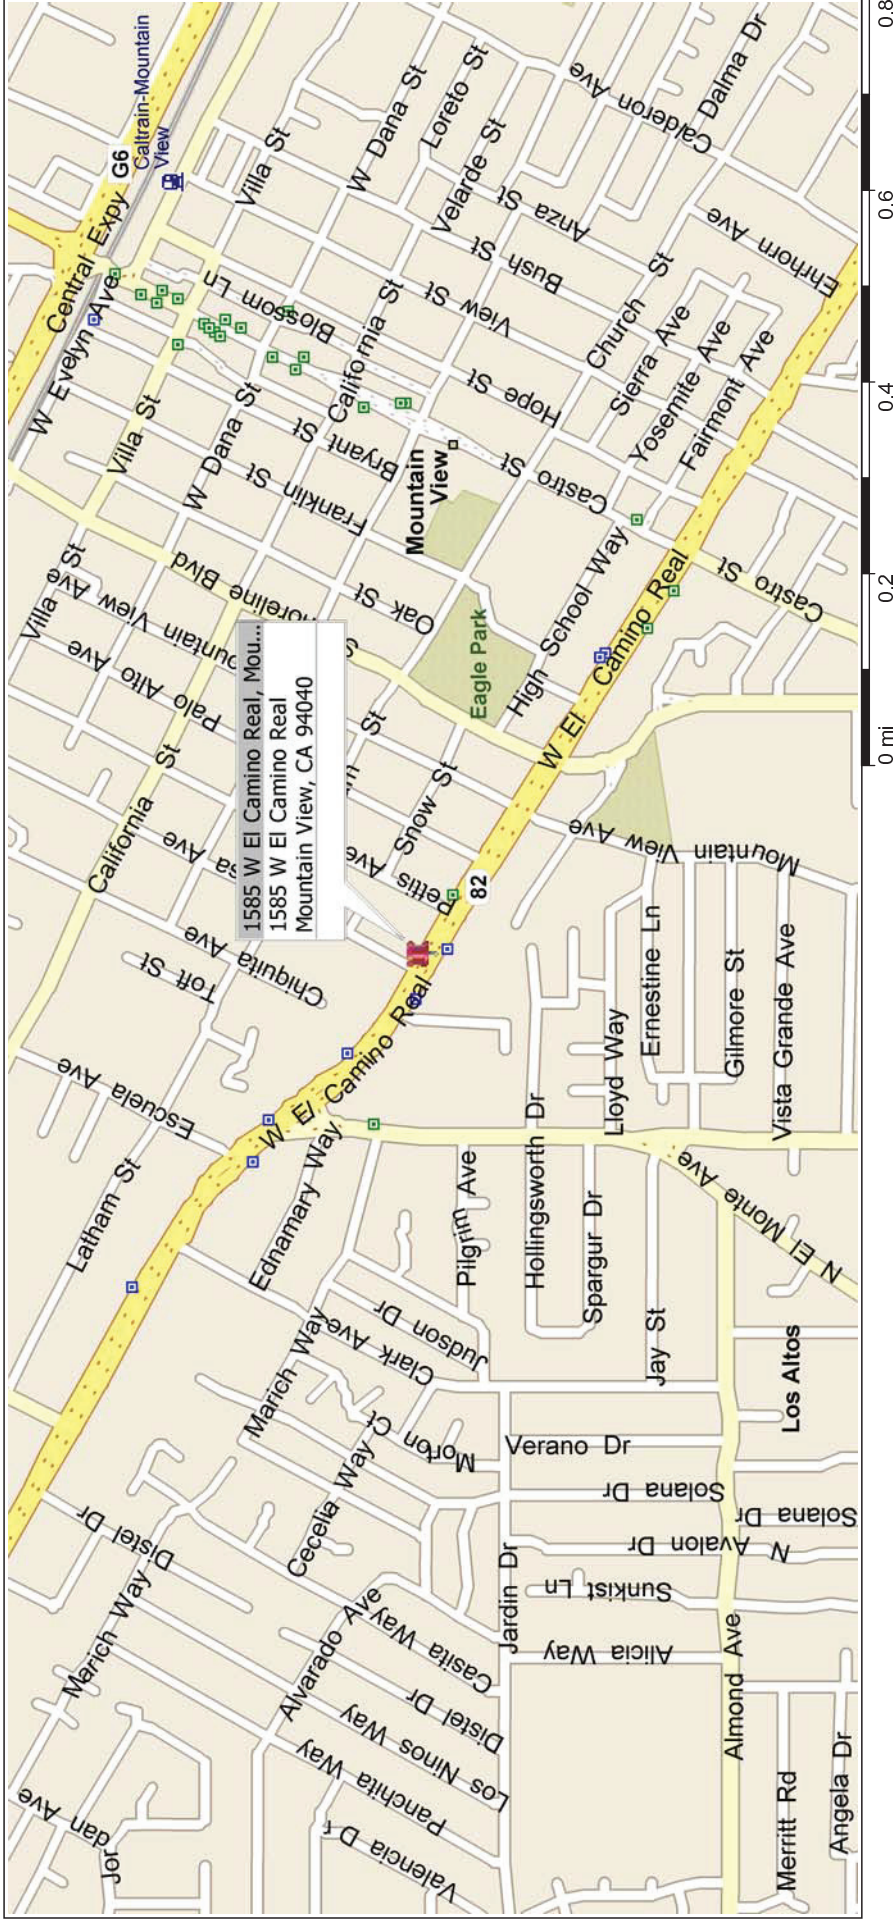 1585 W El Camino Real, Mou...
1585 W El Camino Real
Mountain View, CA 94040
Caltrain-Mountain
View
G6
Central Expy
W Evelyn Ave
Villa St
W Dana St
Loreto St
Velarde St
Calderon Ave
Dalma Dr
Anza St
Bush St
View St
Hope St
Church St
Ehrhorn Ave
Sierra Ave
Yosemite Ave
Fairmont Ave
Blossom Ln
California St
Villa St
W Dana St
Bryant St
Franklin St
Mountain
View
Castro St
Oak St
Eagle Park
High School Way
W El Camino Real
Castro St
Villa St
Mountain View Ave
Palo Alto Ave
California St
Snow St
Pettis Ave
82
Mountain View Ave
Chiquita Ave
Toft St
Escuela Ave
Latham St
W El Camino Real
Ednamary Way
Pilgrim Ave
Hollingsworth Dr
Lloyd Way
Ernestine Ln
Gilmore St
Vista Grande Ave
Spargur Dr
Jay St
N El Monte Ave
Los Altos
Marich Way
Clark Ave
Judson Dr
Morton Ct
Cecelia Way
Verano Dr
Solana Dr
Solana Dr
N Avalon Dr
Sunkist Ln
Alicia Way
Jardin Dr
Almond Ave
Distel Dr
Marich Way
Alvarado Ave
Casita Way
Distel Dr
Los Ninos Way
Panchita Way
Valencia Dr
Jordan Ave
Merritt Rd
Angela Dr
0 mi
0.2
0.4
0.6
0.8